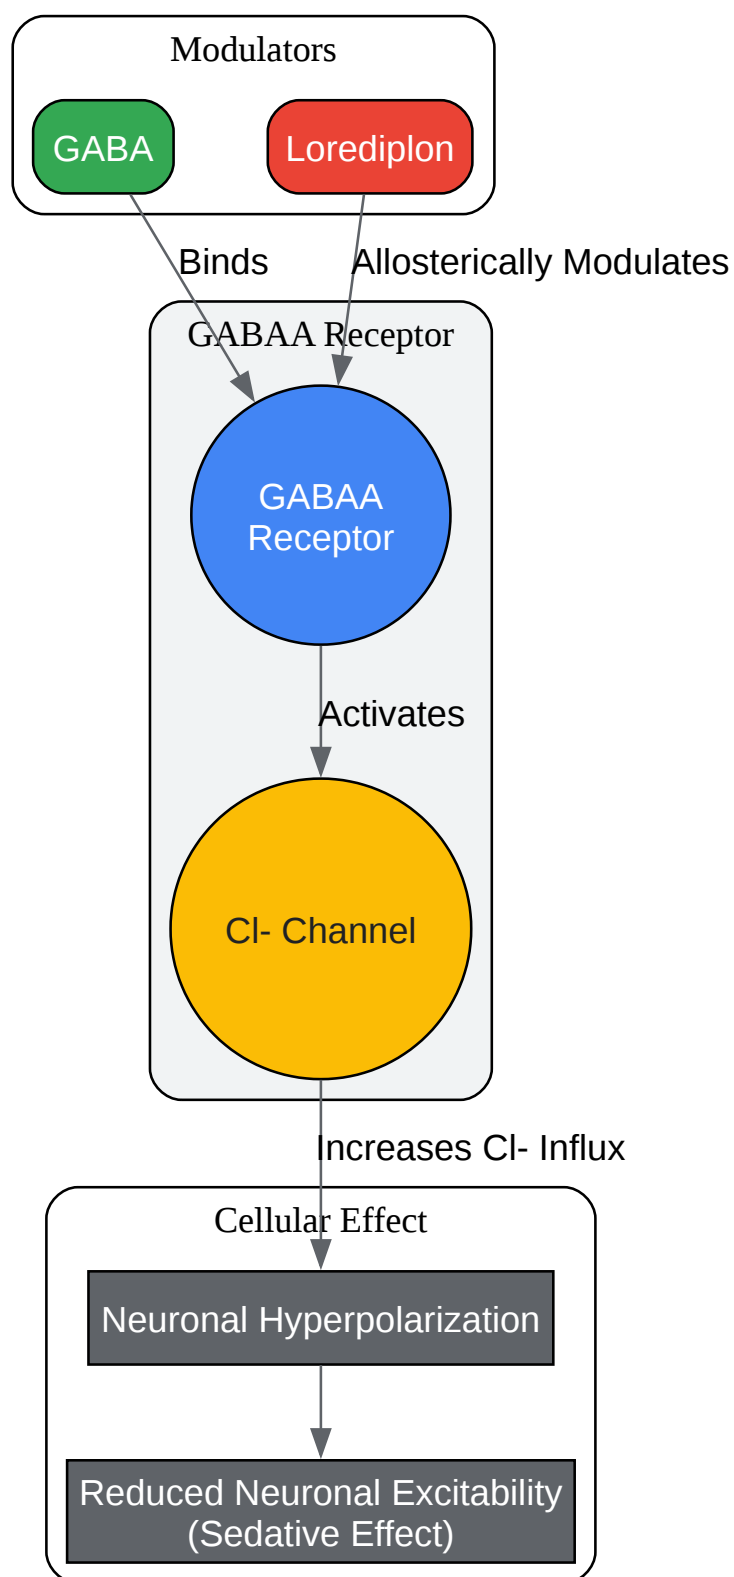 Modulators
GABA
Lorediplon
Binds
Allosterically Modulates
GABAA Receptor
GABAA
Receptor
Activates
Cl- Channel
Increases Cl- Influx
Cellular Effect
Neuronal Hyperpolarization
Reduced Neuronal Excitability
(Sedative Effect)